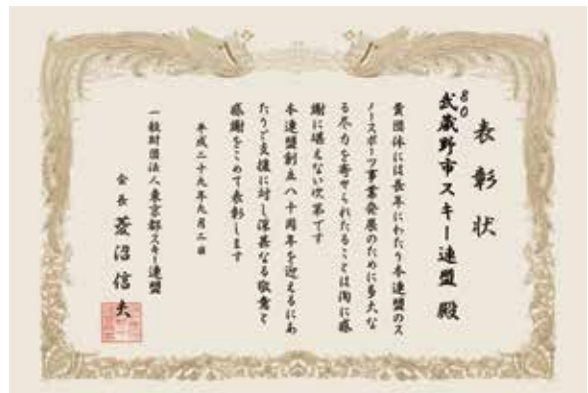 表彰状
80
武蔵野市スキー連盟 殿
貴団体には長年にわたり本連盟のス
ノースポーツ事業発展のために多大な
る尽力を寄せられたることは洵に感
謝に堪えない次第です
本連盟創立八十周年を迎えるにあ
たりご支援に対し深甚なる敬意と
感謝をこめて表彰します
平成二十九年九月二日
一般財団法人東京都スキー連盟
会長 菱沼信夫